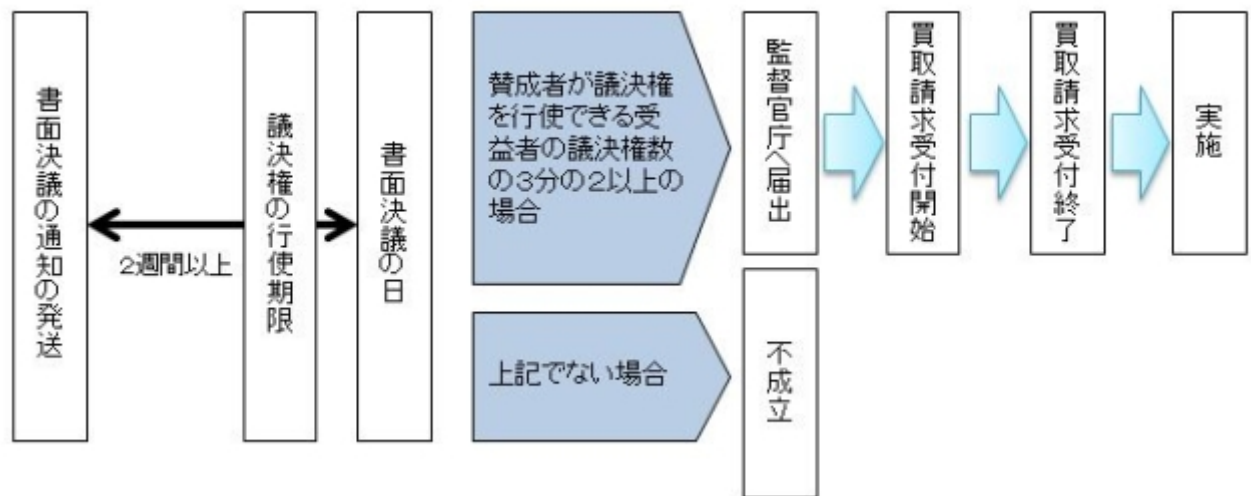 書面決議の通知の発送
2週間以上
議決権の行使期限
書面決議の日
賛成者が議決権
を行使できる受
益者の議決権数
の3分の2以上の
場合
上記でない場合
監督官庁へ届出
不成立
買取請求受付開始
買取請求受付終了
実施